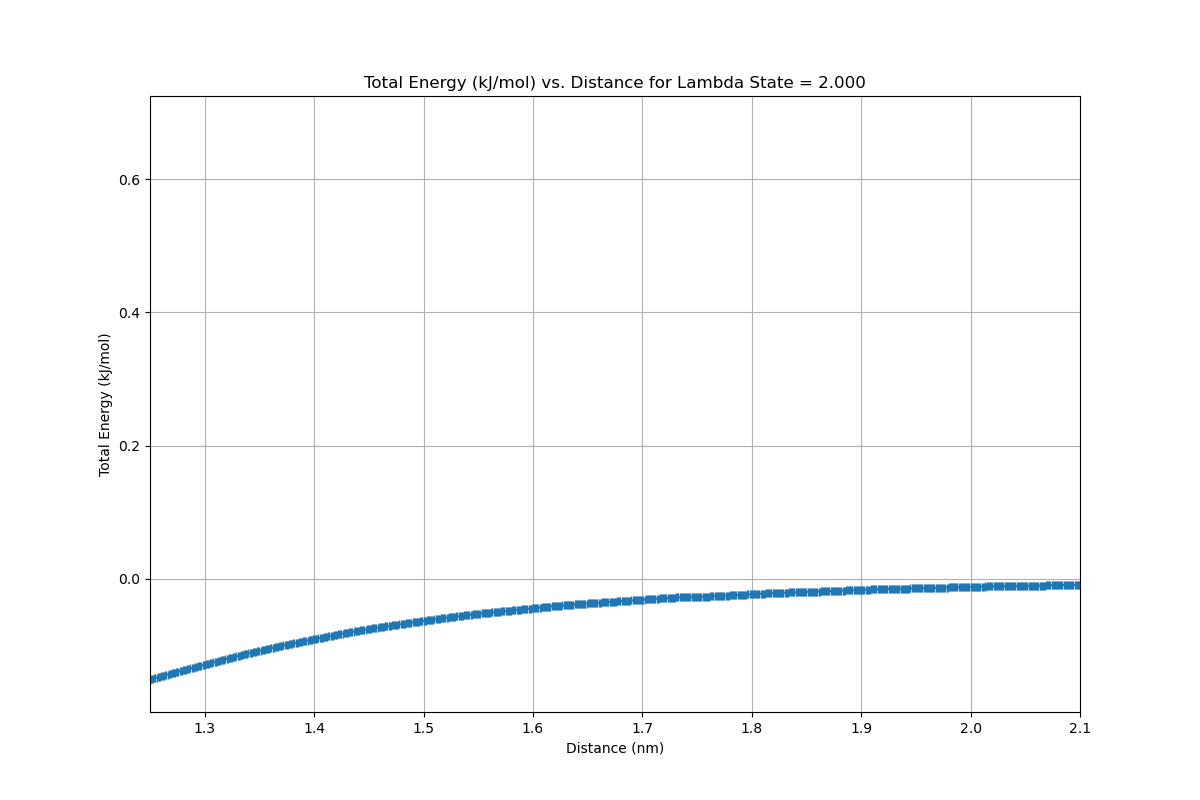 Total Energy (kJ/mol) vs. Distance for Lambda State = 2.000
0.6
0.4
0.2
0.0
Total Energy (kJ/mol)
1.3 1.4 1.5 1.6 1.7 1.8 1.9 2.0 2.1
Distance (nm)